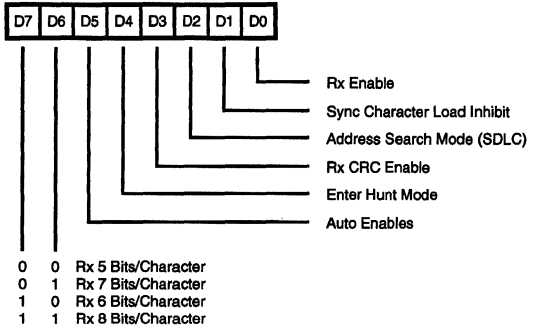 D7 D6 D5 D4 D3 D2 D1 D0
Rx Enable
Sync Character Load Inhibit
Address Search Mode (SDLC)
Rx CRC Enable
Enter Hunt Mode
Auto Enables
0 0 Rx 5 Bits/Character
0 1 Rx 7 Bits/Character
1 0 Rx 6 Bits/Character
1 1 Rx 8 Bits/Character